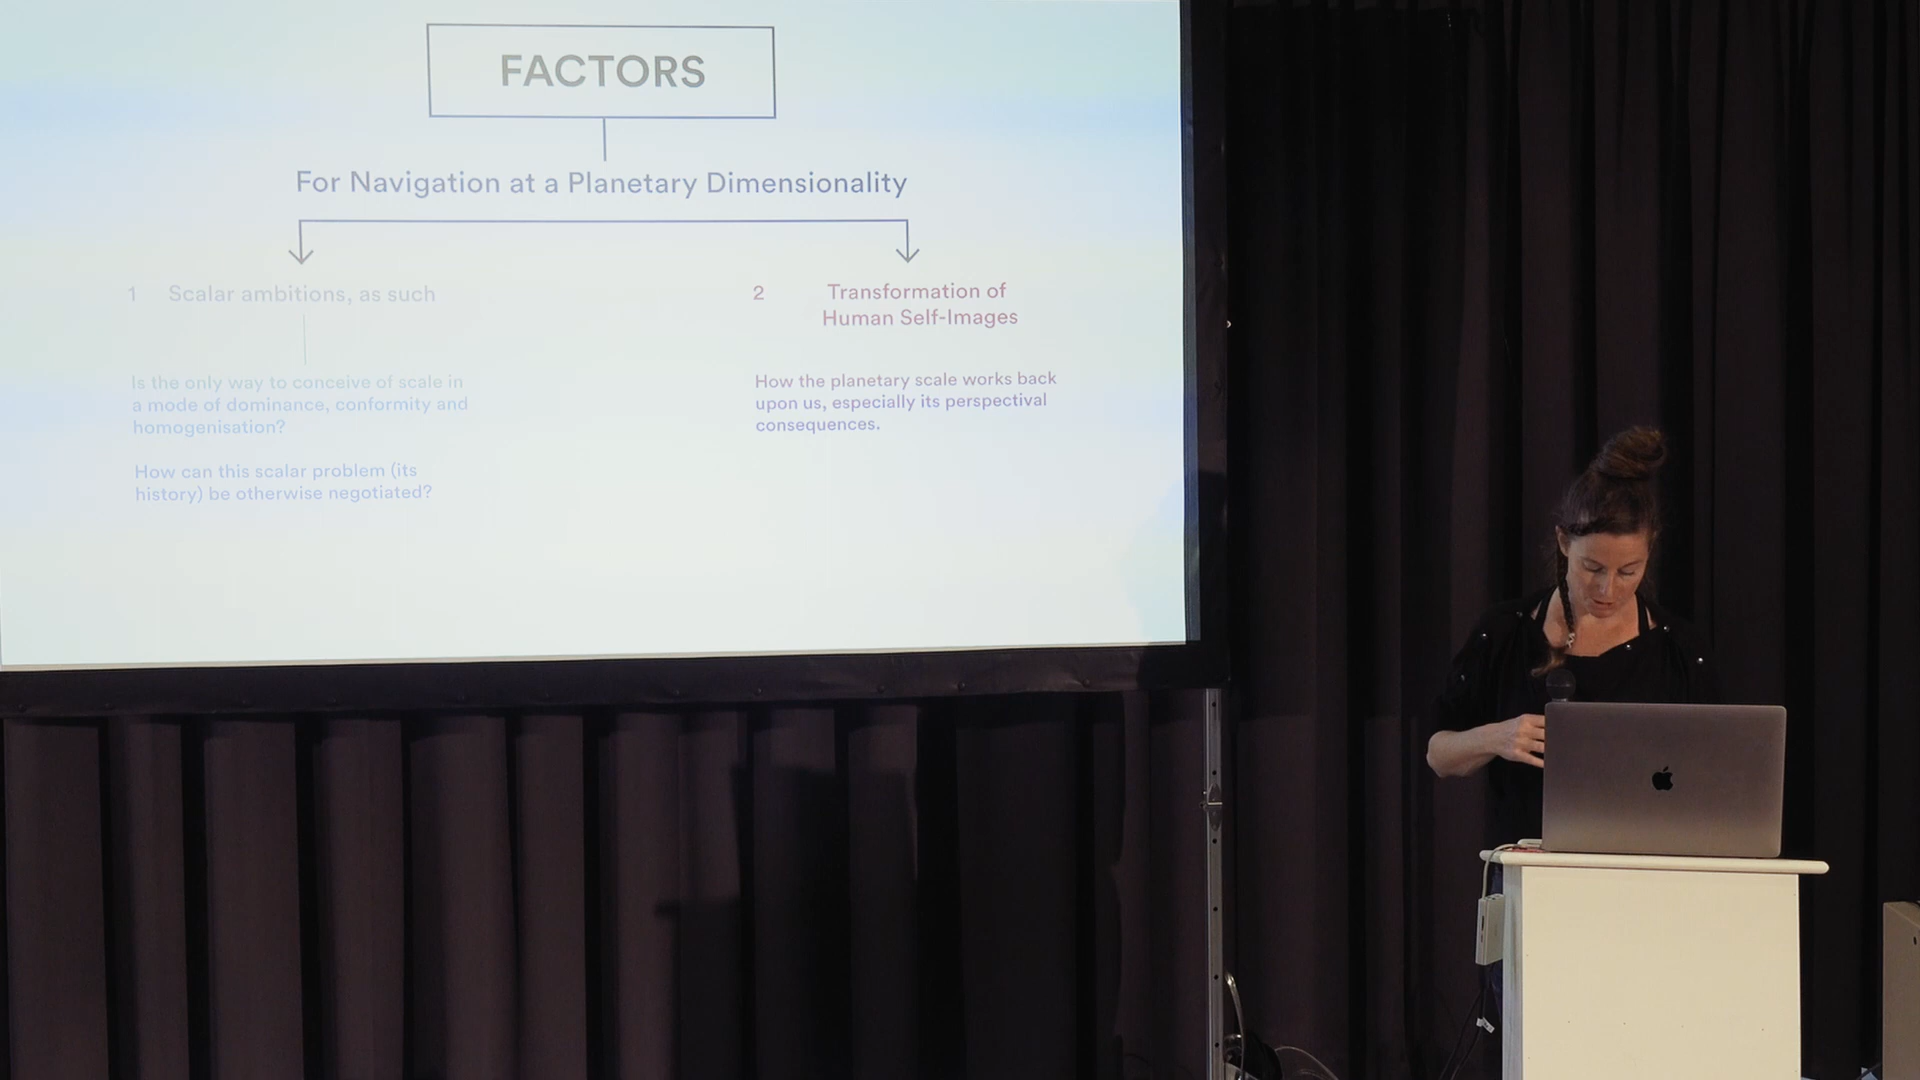 FACTORS
For Navigation at a Planetary Dimensionality
1 Scalar ambitions, as such
Is the only way to conceive of scale in
a mode of dominance, conformity and
homogenisation?
How can this scalar problem (its
history) be otherwise negotiated?
2 Transformation of
Human Self-Images
How the planetary scale works back
upon us, especially its perspectival
consequences.